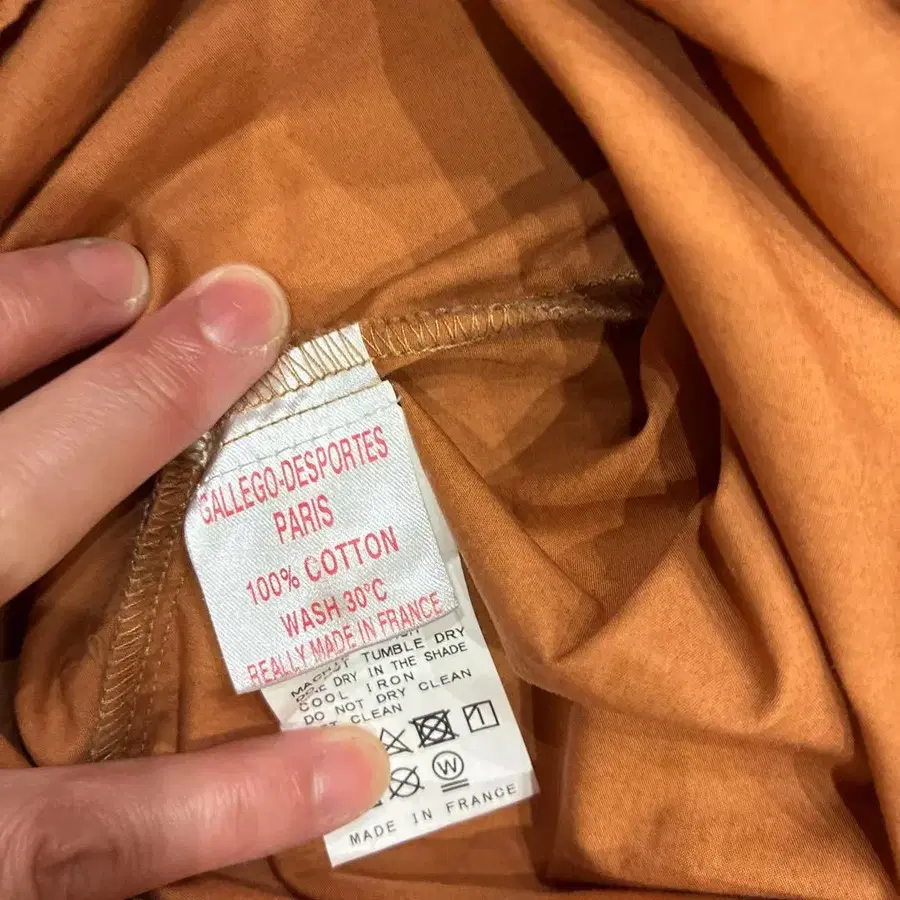 GALLEGO-DESPORTES
PARIS
100% COTTON
WASH 30°C
REALLY MADE IN FRANCE
TUMBLE DRY
DRY IN THE SHADE
COOL IRON
DO NOT DRY CLEAN
CLEAN
W
MADE IN FRANCE